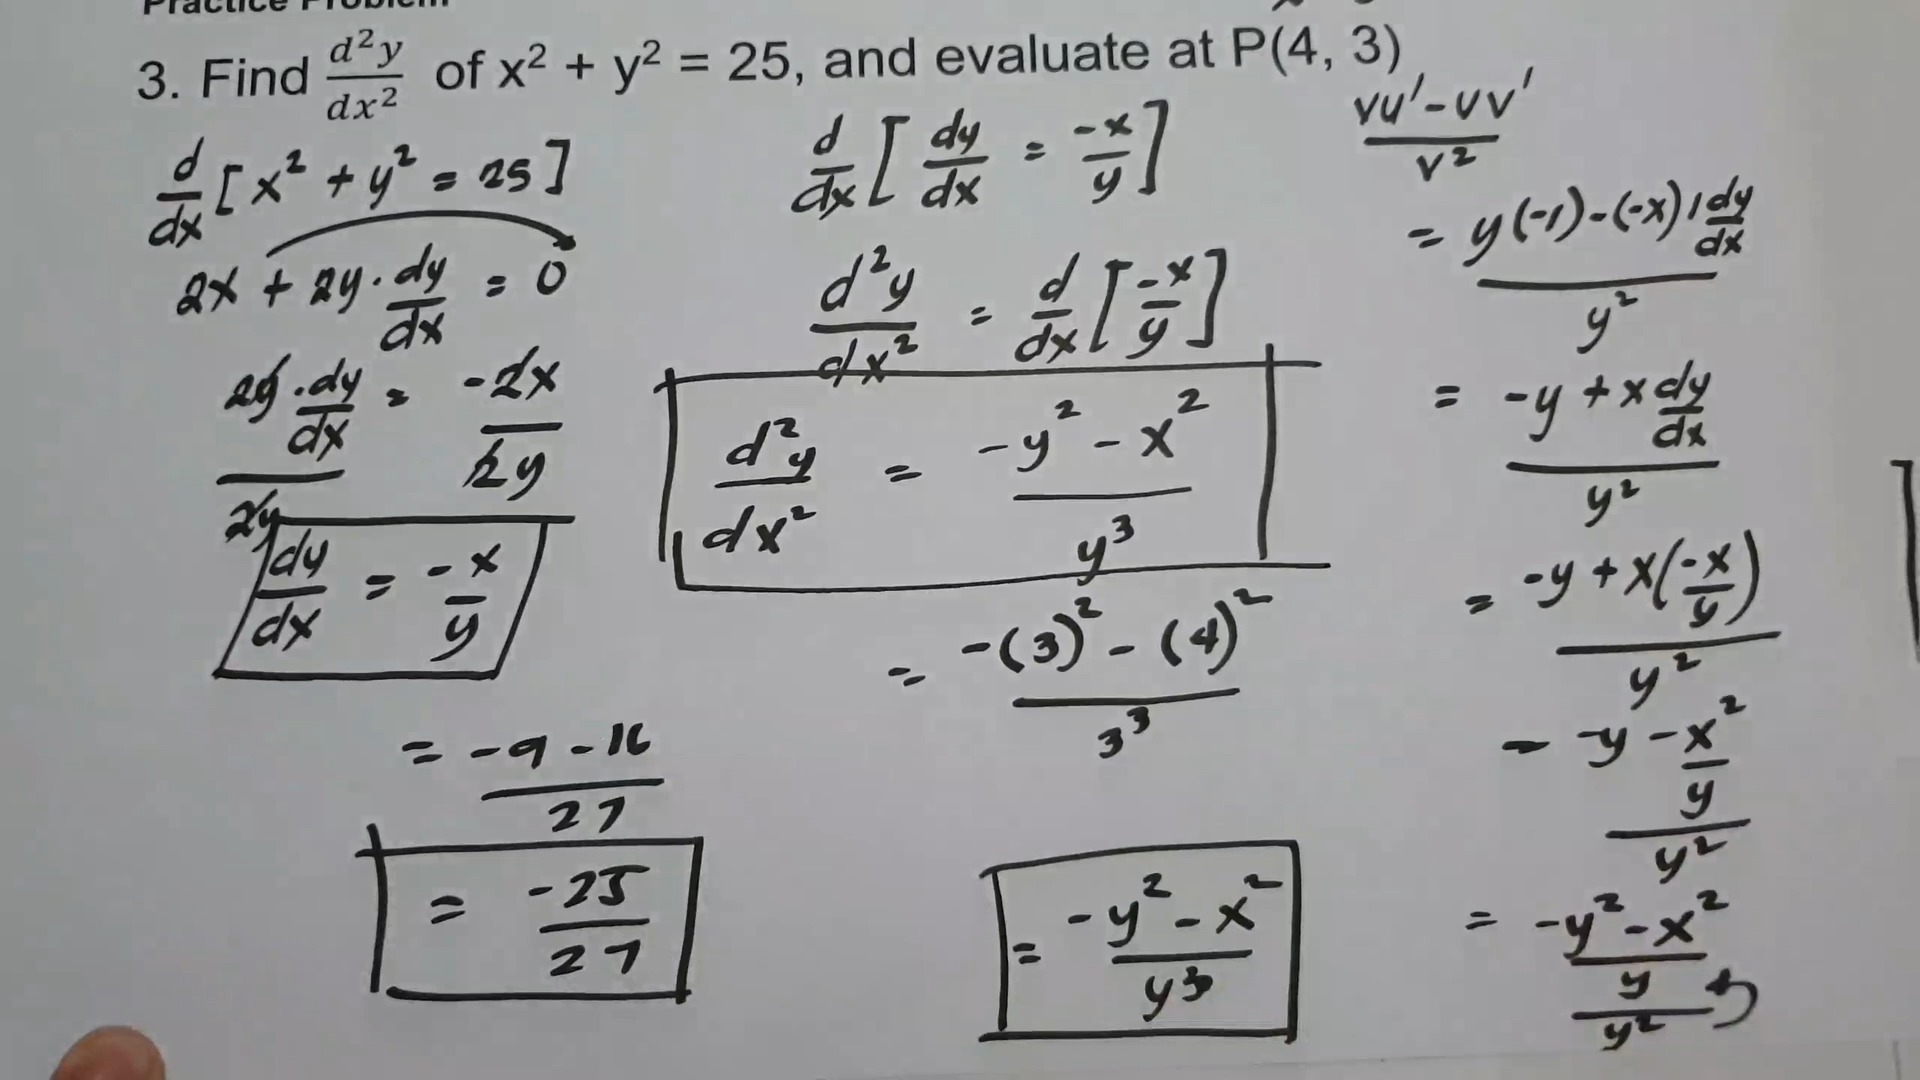 Practice Problem
3. Find d²y/dx² of x² + y² = 25, and evaluate at P(4, 3)
d/dx [x² + y² = 25]
2x + 2y · dy/dx = 0
2y · dy/dx / 2y = -2x / 2y
dy/dx = -x/y
d/dx [dy/dx = -x/y]
d²y/dx² = d/dx [-x/y]
d²y/dx² = -y² - x² / y³
= -(3)² - (4)² / 3³
= -9 - 16 / 27
= -25 / 27
vu' - uv' / v²
= y(-1) - (-x) 1 dy/dx / y²
= -y + x dy/dx / y²
= -y + x(-x/y) / y²
= -y - x²/y / y²
= -y² - x² / y / y²
= -y² - x² / y³